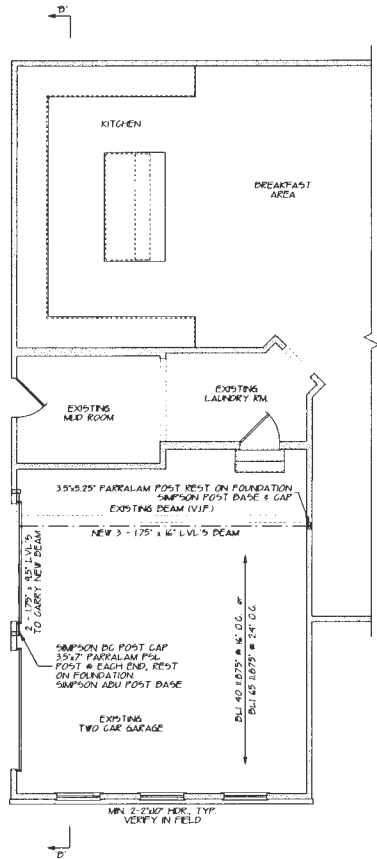 'B'
KITCHEN
BREAKFAST
AREA
EXISTING
LAUNDRY RM.
EXISTING
MUD ROOM
3.5"x5.25" PARRALAM POST REST ON FOUNDATION
SIMPSON POST BASE & CAP
EXISTING BEAM (V.I.F.)
NEW 3 - 1.75" x 16" LVL'S BEAM
2 - 1.75" x 9.5" LVL'S
TO CARRY NEW BEAM
SIMPSON BC POST CAP
3.5"x7" PARRALAM PSL
POST @ EACH END, REST
ON FOUNDATION
SIMPSON ABU POST BASE
BLI 40 11.875" @ 16" O.C. or
BLI 65 11.875" @ 24" O.C.
EXISTING
TWO CAR GARAGE
MIN. 2-2"x10" HDR., TYP.
VERIFY IN FIELD
'B'